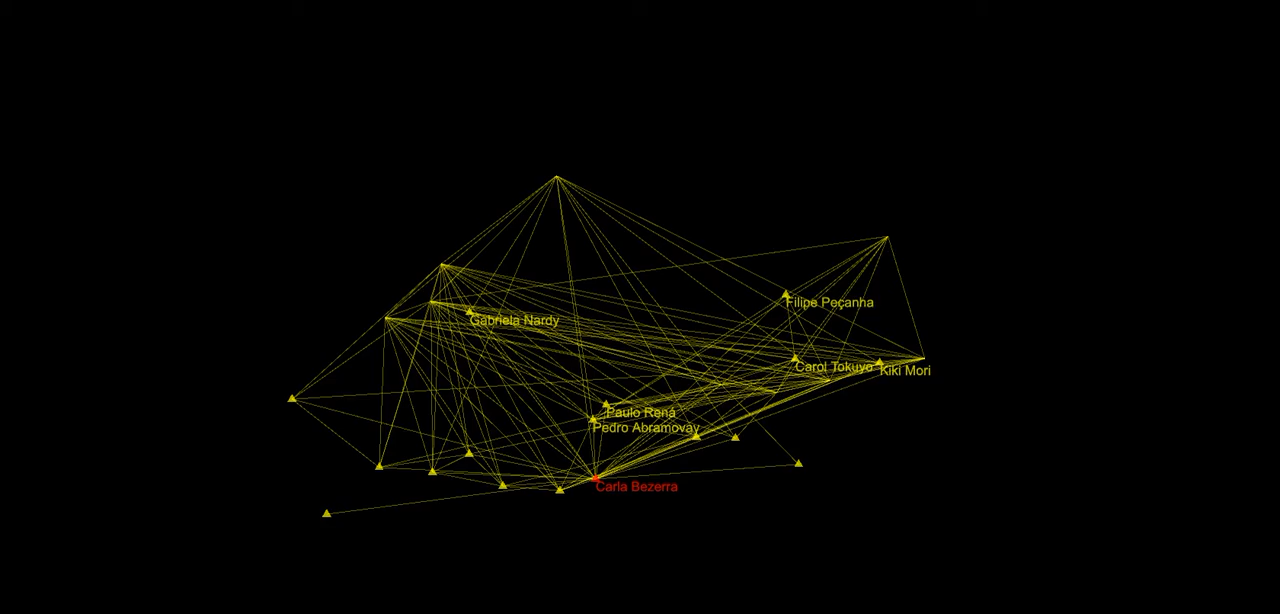 Filipe Peçanha
Gabriela Nardy
Carol Tokuyo
Kiki Mori
Paulo Rená
Pedro Abramovay
Carla Bezerra